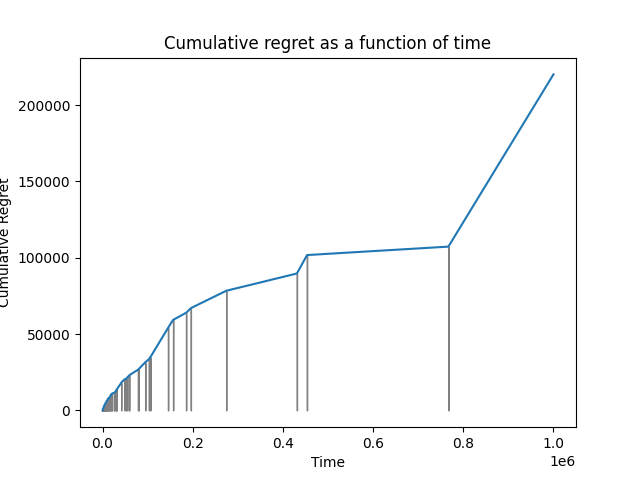 Cumulative regret as a function of time
Cumulative Regret
200000
150000
100000
50000
0
0.0 0.2 0.4 0.6 0.8 1.0
1e6
Time